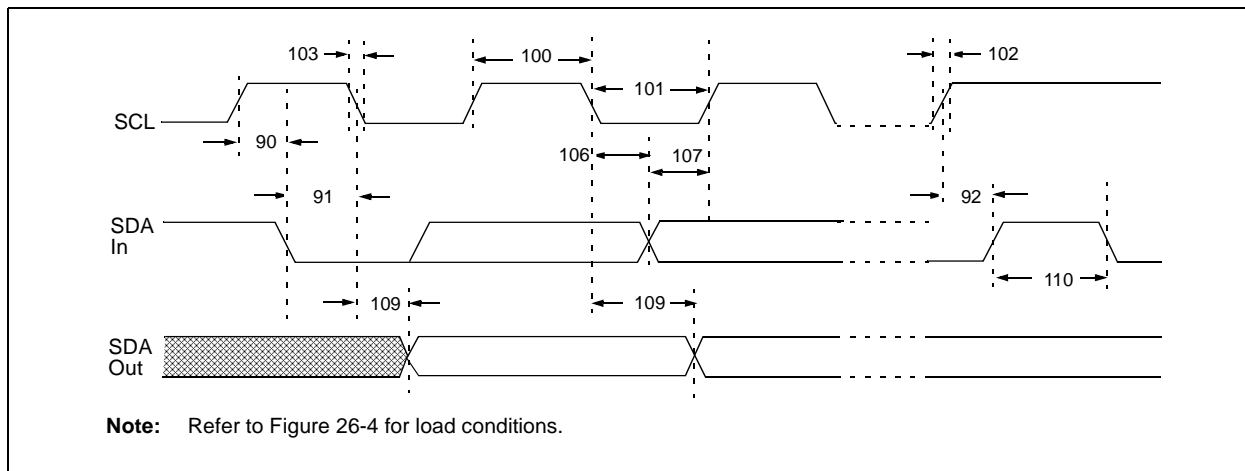 103
100
102
101
SCL
90
106
107
91
92
SDA
In
109
109
110
SDA
Out
Note: Refer to Figure 26-4 for load conditions.